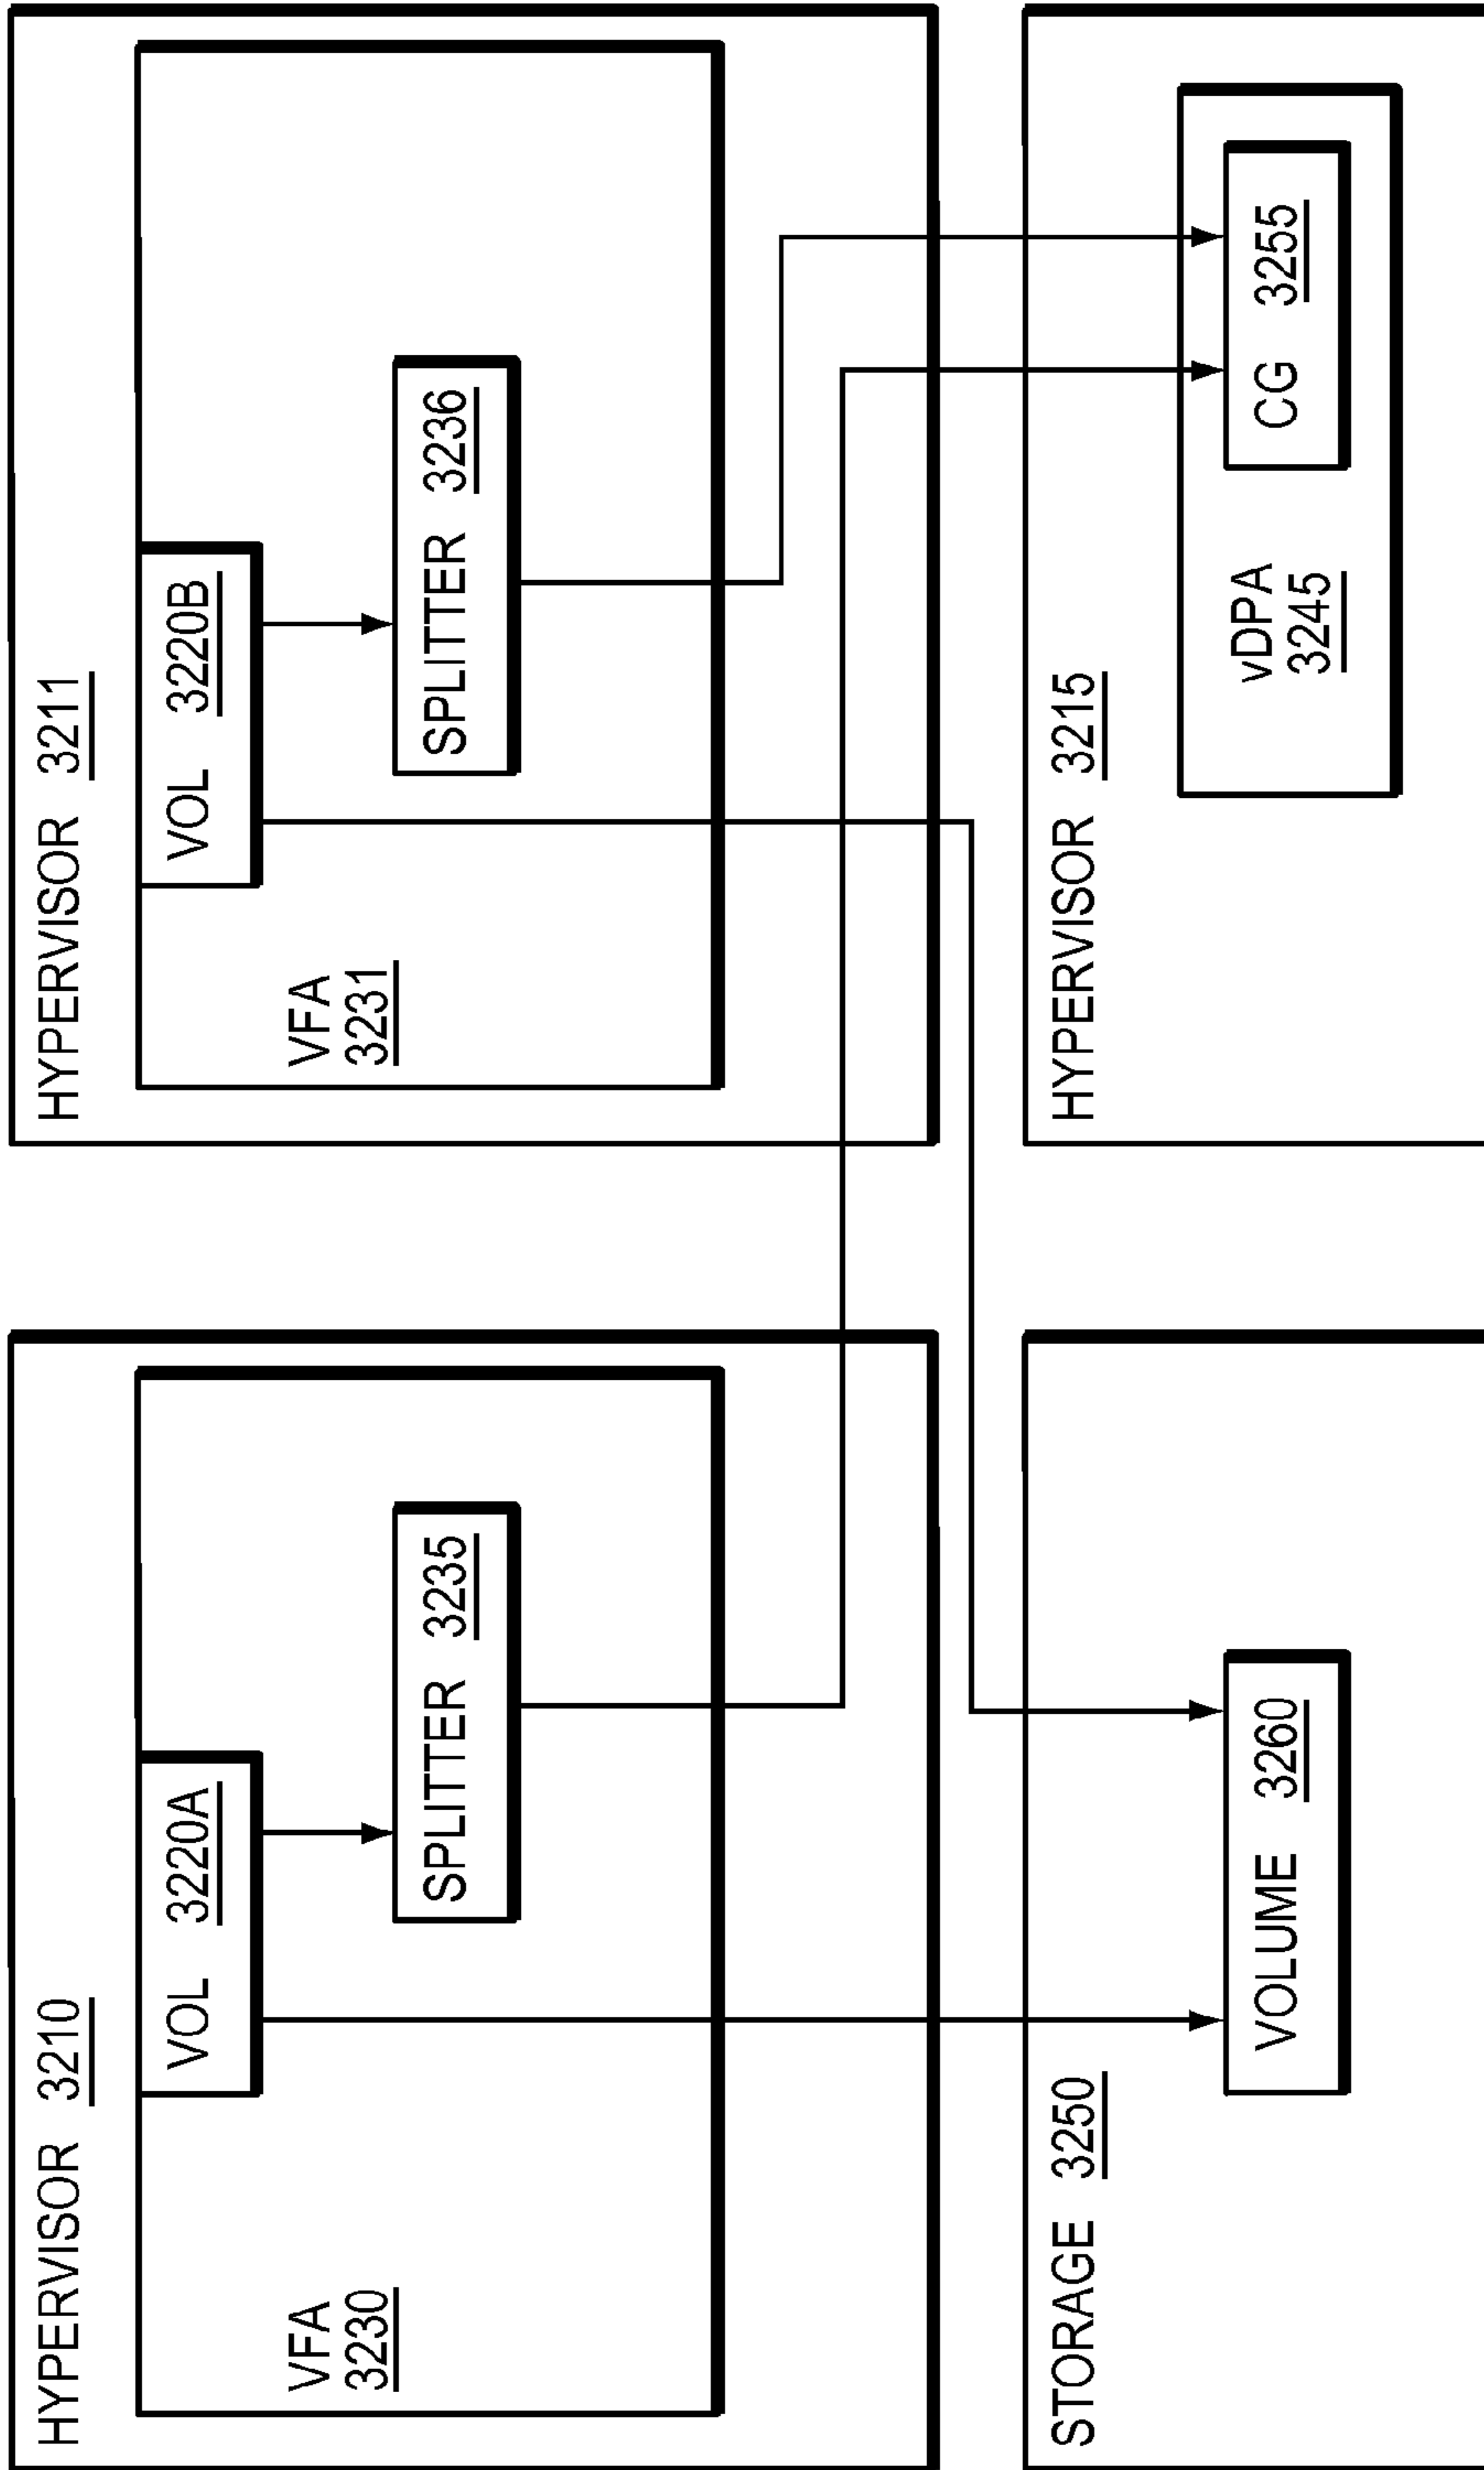 HYPERVISOR 3210
VOL 3220A
VFA
3230
SPLITTER 3235
HYPERVISOR 3211
VOL 3220B
VFA
3231
SPLITTER 3236
STORAGE 3250
VOLUME 3260
HYPERVISOR 3215
vDPA
3245
CG 3255